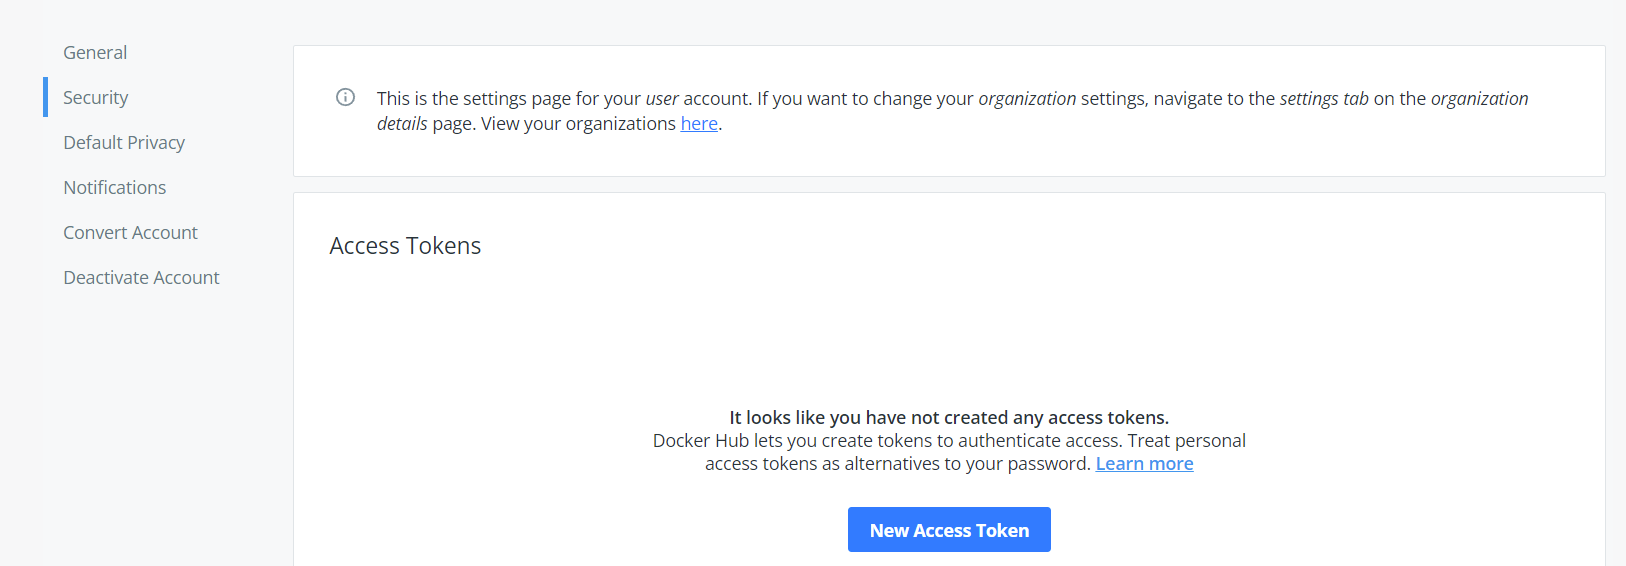 General
Security
Default Privacy
Notifications
Convert Account
Deactivate Account
This is the settings page for your user account. If you want to change your organization settings, navigate to the settings tab on the organization
details page. View your organizations here.
Access Tokens
It looks like you have not created any access tokens.
Docker Hub lets you create tokens to authenticate access. Treat personal
access tokens as alternatives to your password. Learn more
New Access Token